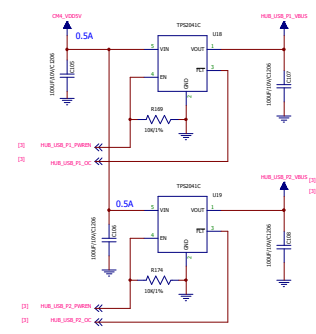 CM4_VDD5V
0.5A
TPS2041C
U18
HUB_USB_P1_VBUS
5 VIN VOUT 1
4 EN FLT 3
GND
2
100UF/10V/C1206
C105
100UF/10V/C1206
C107
R169
10K/1%
[3] HUB_USB_P1_PWREN
[3] HUB_USB_P1_OC
TPS2041C
U19
HUB_USB_P2_VBUS [3]
[3]
0.5A
5 VIN VOUT 1
4 EN FLT 3
GND
2
100UF/10V/C1206
C106
100UF/10V/C1206
C108
R174
10K/1%
[3] HUB_USB_P2_PWREN
[3] HUB_USB_P2_OC